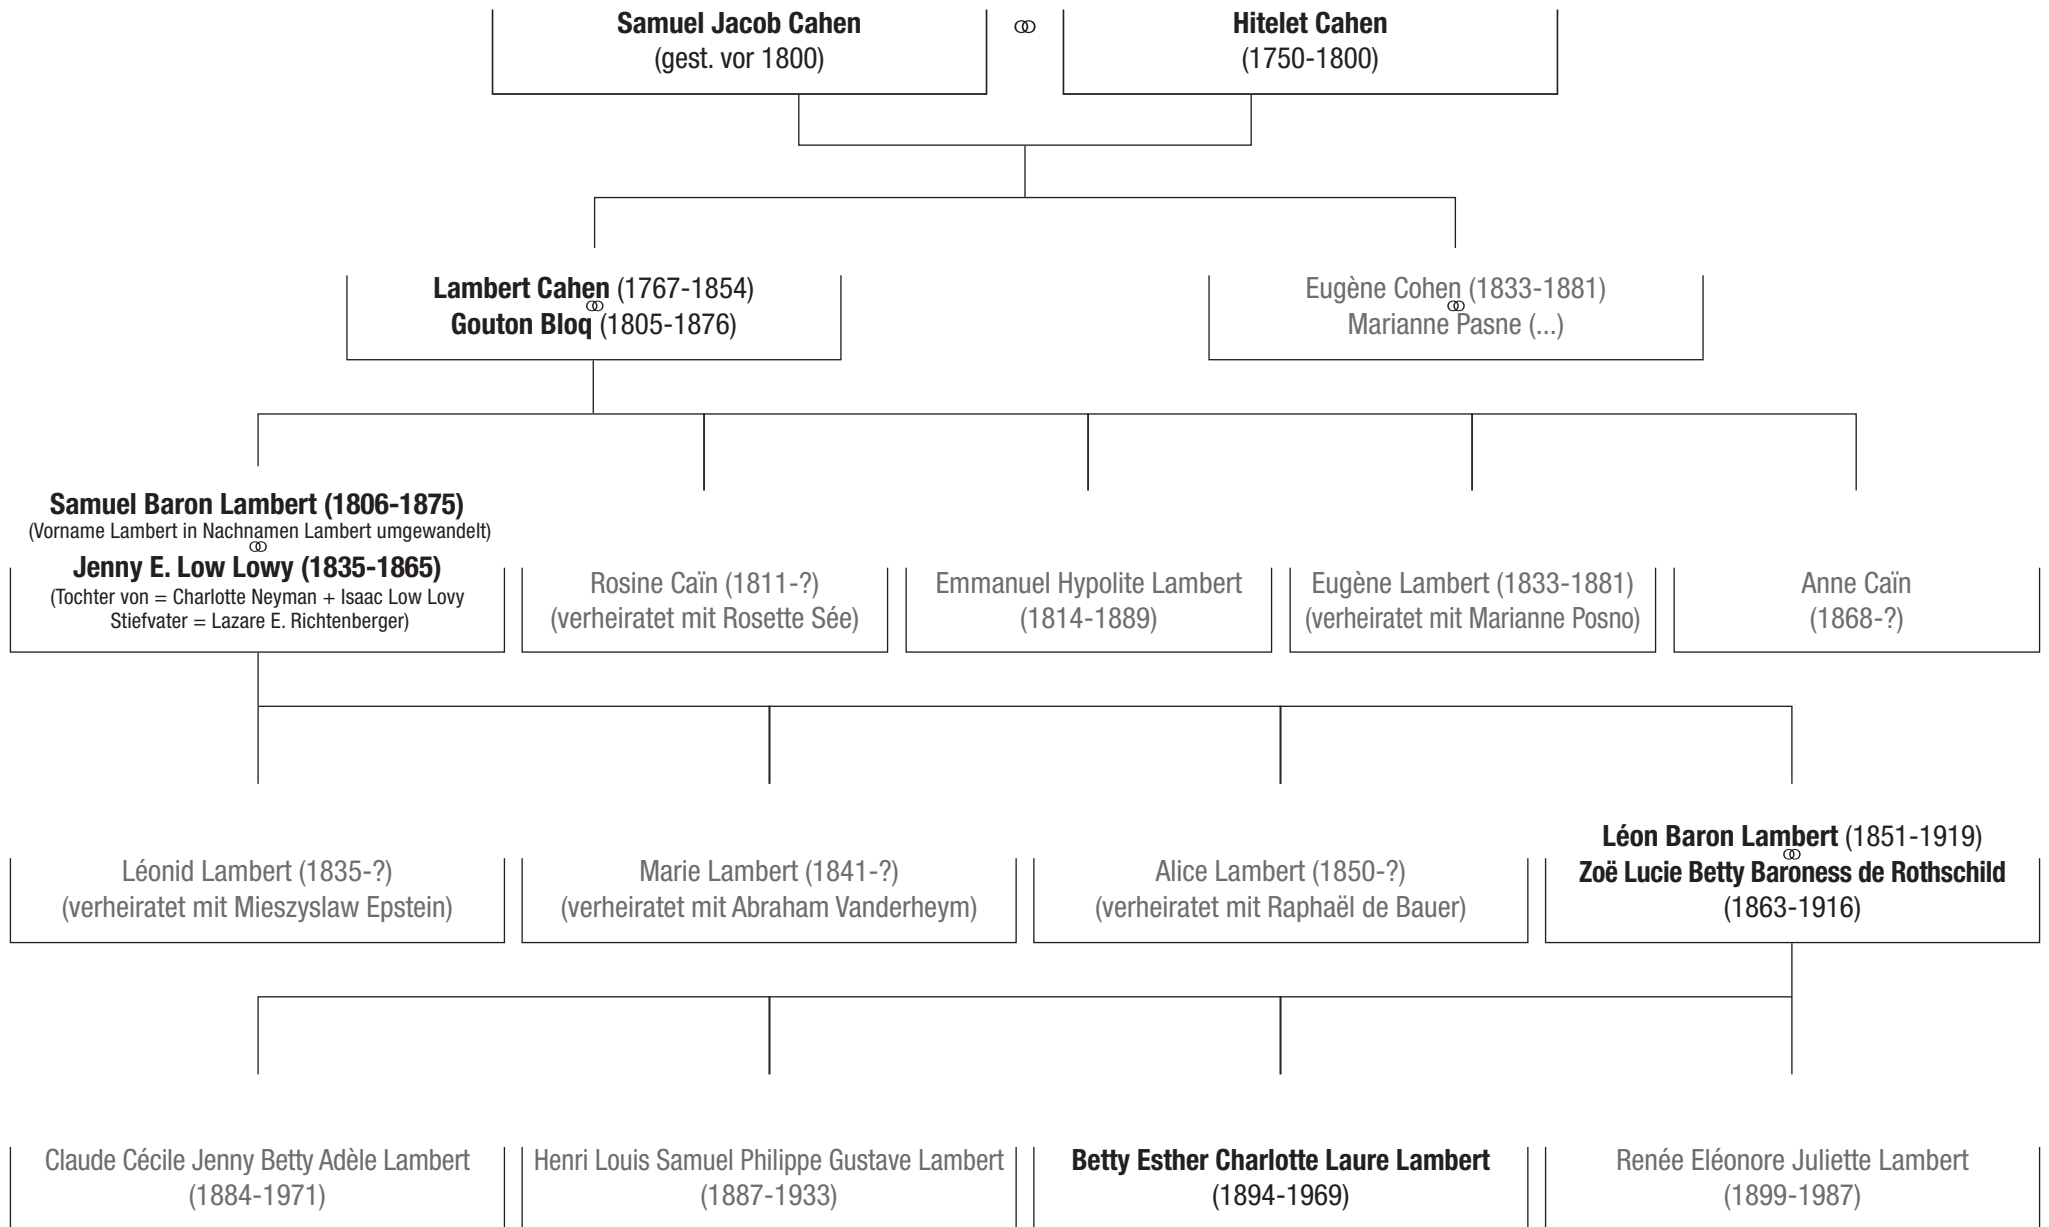 Samuel Jacob Cahen
(gest. vor 1800)
Hitelet Cahen
(1750-1800)
Lambert Cahen (1767-1854)
Gouton Bloq (1805-1876)
Eugène Cohen (1833-1881)
Marianne Pasne (...)
Samuel Baron Lambert (1806-1875)
(Vorname Lambert in Nachnamen Lambert umgewandelt)
Jenny E. Low Lowy (1835-1865)
(Tochter von = Charlotte Neyman + Isaac Low Lovy
Stiefvater = Lazare E. Richtenberger)
Rosine Caïn (1811-?)
(verheiratet mit Rosette Sée)
Emmanuel Hypolite Lambert
(1814-1889)
Eugène Lambert (1833-1881)
(verheiratet mit Marianne Posno)
Anne Caïn
(1868-?)
Léonid Lambert (1835-?)
(verheiratet mit Mieszyslaw Epstein)
Marie Lambert (1841-?)
(verheiratet mit Abraham Vanderheym)
Alice Lambert (1850-?)
(verheiratet mit Raphaël de Bauer)
Léon Baron Lambert (1851-1919)
Zoë Lucie Betty Baroness de Rothschild
(1863-1916)
Claude Cécile Jenny Betty Adèle Lambert
(1884-1971)
Henri Louis Samuel Philippe Gustave Lambert
(1887-1933)
Betty Esther Charlotte Laure Lambert
(1894-1969)
Renée Eléonore Juliette Lambert
(1899-1987)